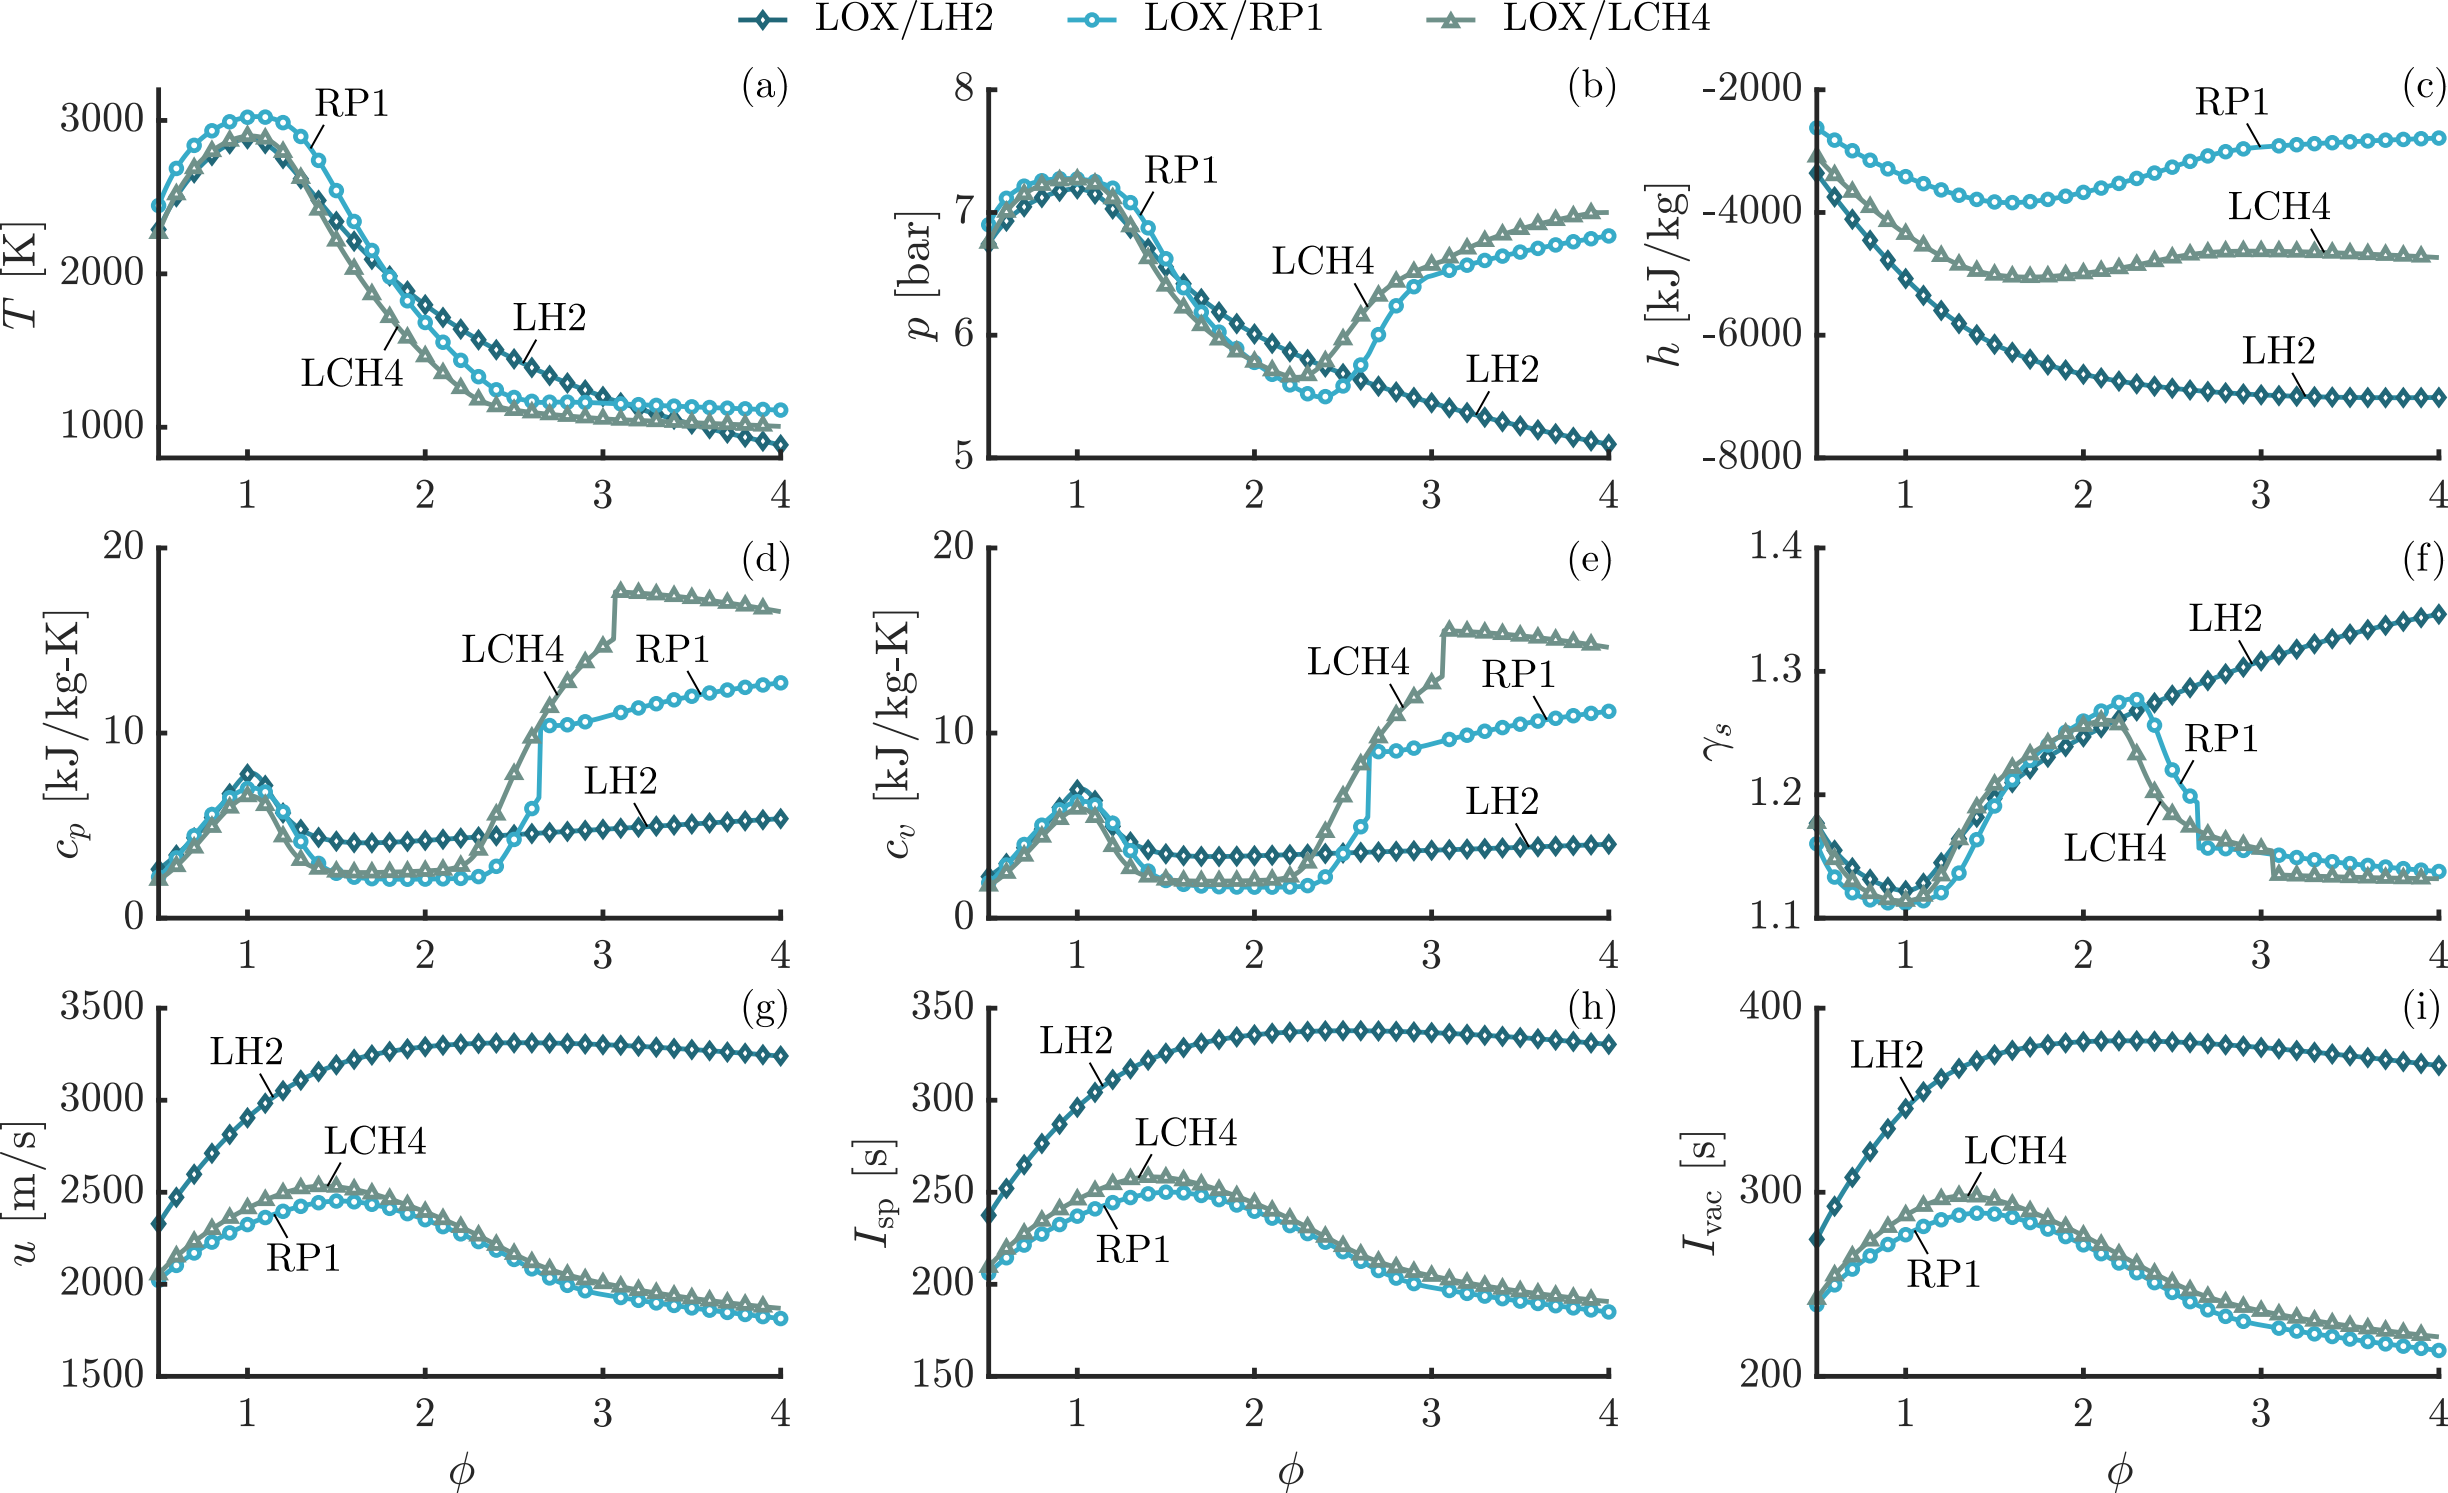 LOX/LH2 LOX/RP1 LOX/LCH4
(a)
3000
2000
1000
T [K]
RP1
LH2
LCH4
1 2 3 4
(b)
8
7
6
5
p [bar]
RP1
LCH4
LH2
1 2 3 4
(c)
-2000
-4000
-6000
-8000
h [kJ/kg]
RP1
LCH4
LH2
1 2 3 4
(d)
20
10
0
cp [kJ/kg-K]
LCH4
RP1
LH2
1 2 3 4
(e)
20
10
0
cv [kJ/kg-K]
LCH4
RP1
LH2
1 2 3 4
(f)
1.4
1.3
1.2
1.1
γs
LH2
RP1
LCH4
1 2 3 4
(g)
3500
3000
2500
2000
1500
u [m/s]
LH2
LCH4
RP1
1 2 3 4
ϕ
(h)
350
300
250
200
150
Isp [s]
LH2
LCH4
RP1
1 2 3 4
ϕ
(i)
400
300
200
Ivac [s]
LH2
LCH4
RP1
1 2 3 4
ϕ